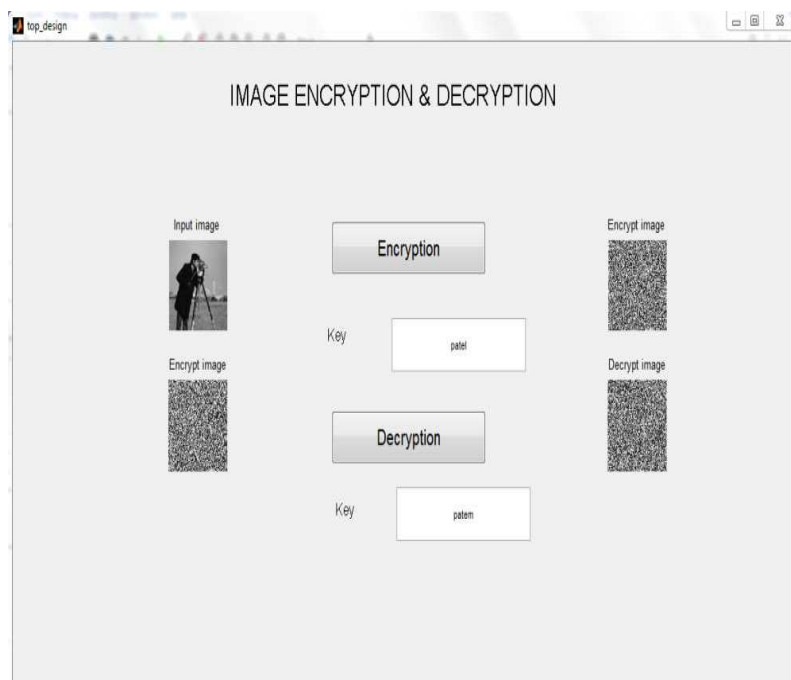 top_design
IMAGE ENCRYPTION & DECRYPTION
Input image
Encryption
Encrypt image
Key
patel
Encrypt image
Decrypt image
Decryption
Key
patem